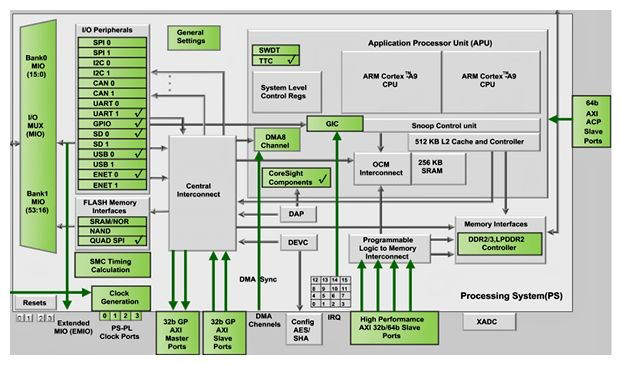 Bank0
MIO
(15:0)
I/O
MUX
(MIO)
Bank1
MIO
(53:16)
I/O Peripherals
SPI 0
SPI 1
I2C 0
I2C 1
CAN 0
CAN 1
UART 0
UART 1
GPIO
SD 0
SD 1
USB 0
USB 1
ENET 0
ENET 1
FLASH Memory
Interfaces
SRAM/NOR
NAND
QUAD SPI
SMC Timing
Calculation
General
Settings
Application Processor Unit (APU)
SWDT
TTC
System Level
Control Regs
ARM Cortex™A9
CPU
ARM Cortex™A9
CPU
GIC
Snoop Control unit
DMA8
Channel
512 KB L2 Cache and Controller
OCM
Interconnect
256 KB
SRAM
CoreSight
Components
Central
Interconnect
DAP
DEVC
Programmable
Logic to Memory
Interconnect
Memory Interfaces
DDR2/3,LPDDR2
Controller
64b
AXI
ACP
Slave
Ports
Processing System(PS)
Resets
0 1 2 3
Extended
MIO (EMIO)
Clock
Generation
0 1 2 3
PS-PL
Clock Ports
32b GP
AXI
Master
Ports
32b GP
AXI
Slave
Ports
DMA Sync
DMA
Channels
Config
AES/
SHA
12 13 14 15
8 9 10 11
4 5 6 7
0 1 2 3
IRQ
High Performamce
AXI 32b/64b Slave
Ports
XADC